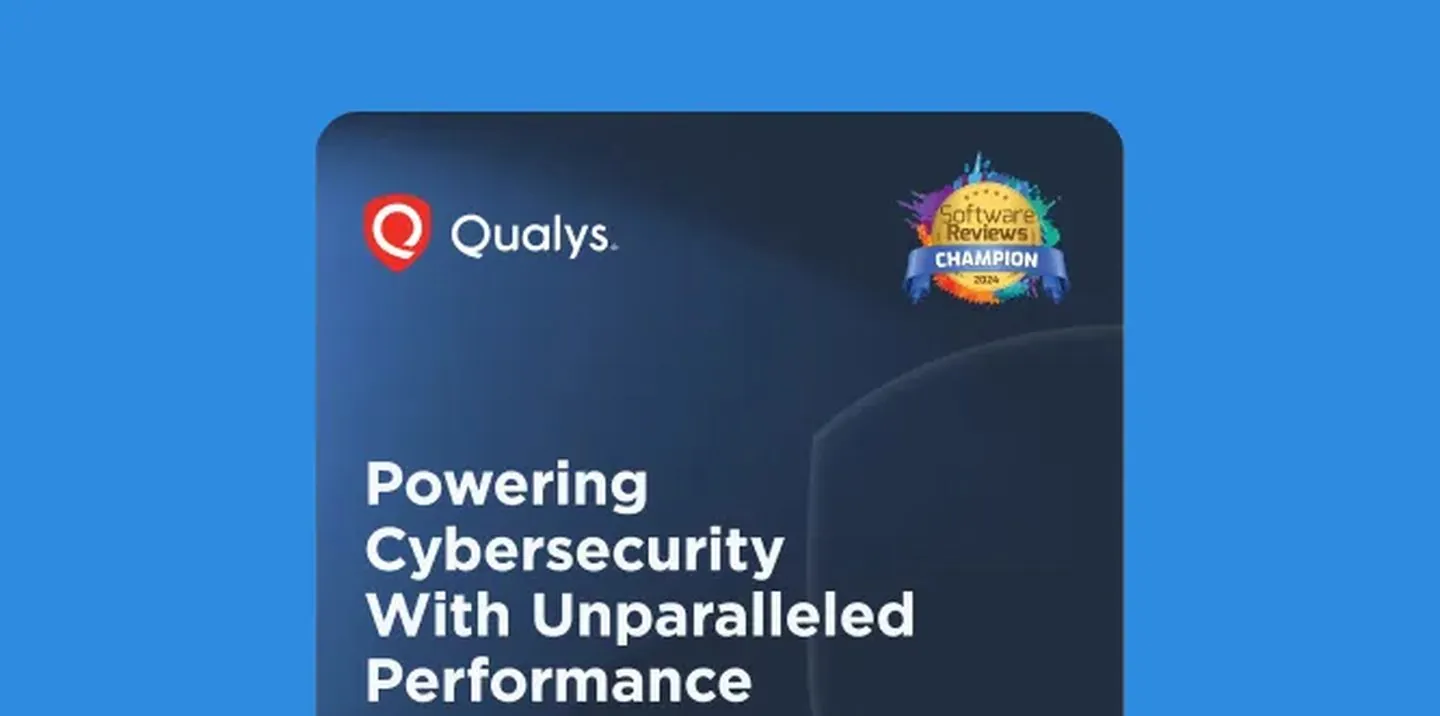 Qualys.
Software
Reviews
CHAMPION
2024
Powering
Cybersecurity
With Unparalleled
Performance